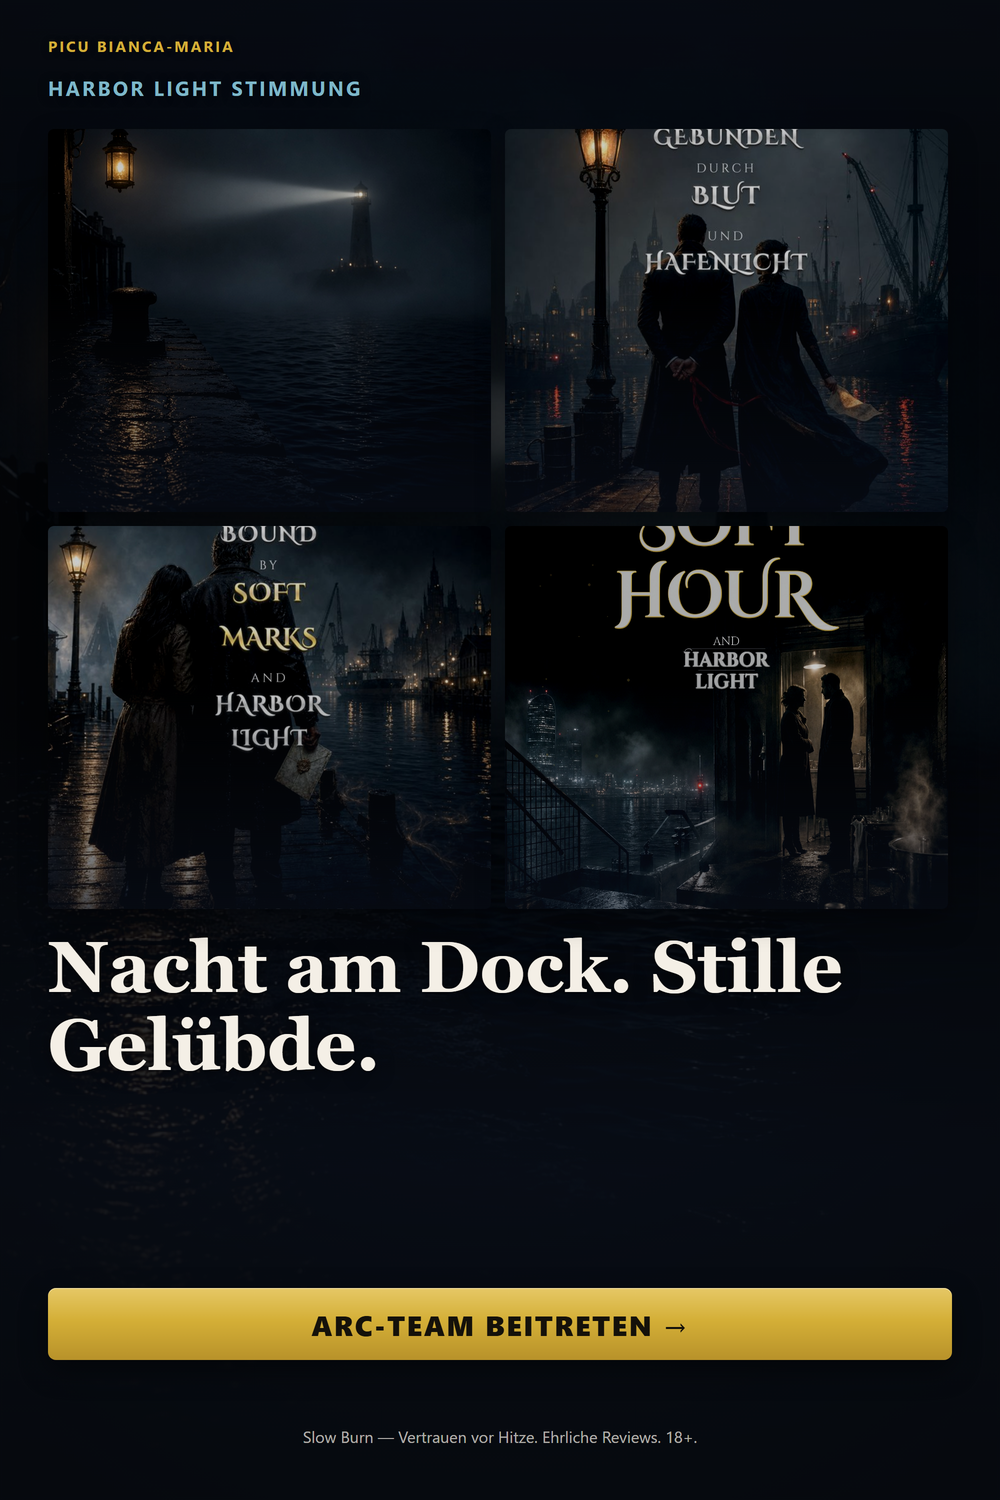 PICU BIANCA-MARIA
HARBOR LIGHT STIMMUNG
GEBUNDEN
DURCH
BLUT
UND
HAFENLICHT
BOUND
BY
SOFT
MARKS
AND
HARBOR
LIGHT
SOFT
HOUR
AND
HARBOR
LIGHT
Nacht am Dock. Stille
Gelübde.
ARC-TEAM BEITRETEN →
Slow Burn — Vertrauen vor Hitze. Ehrliche Reviews. 18+.